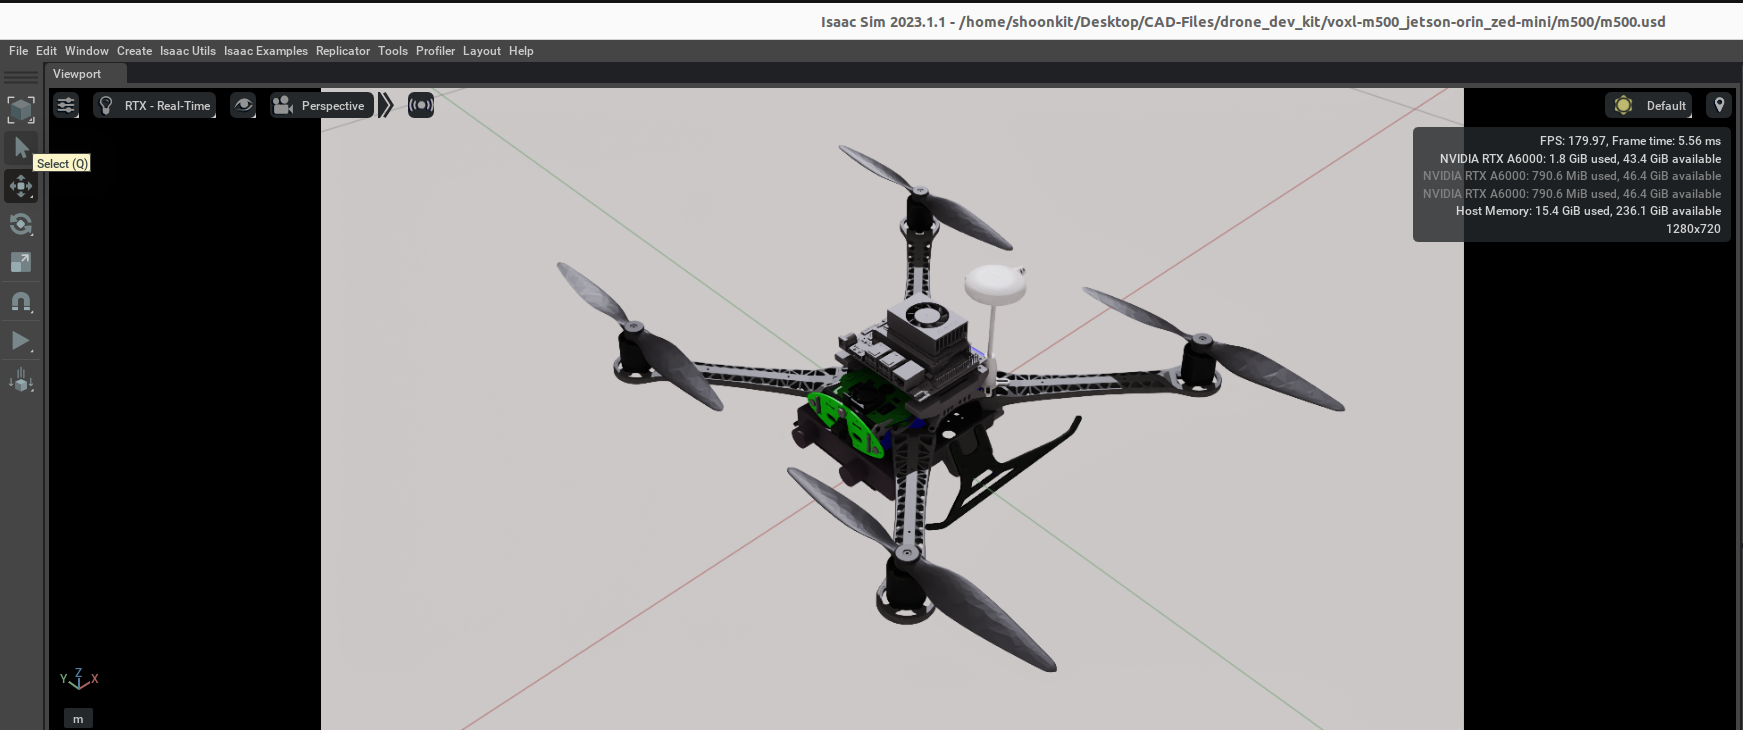 Isaac Sim 2023.1.1 - /home/shoonkit/Desktop/CAD-Files/drone_dev_kit/voxl-m500_jetson-orin_zed-mini/m500/m500.usd
File Edit Window Create Isaac Utils Isaac Examples Replicator Tools Profiler Layout Help
Viewport
RTX - Real-Time Perspective Default
Select (Q)
FPS: 179.97, Frame time: 5.56 ms
NVIDIA RTX A6000: 1.8 GiB used, 43.4 GiB available
NVIDIA RTX A6000: 790.6 MiB used, 46.4 GiB available
NVIDIA RTX A6000: 790.6 MiB used, 46.4 GiB available
Host Memory: 15.4 GiB used, 236.1 GiB available
1280x720
Y Z X
m